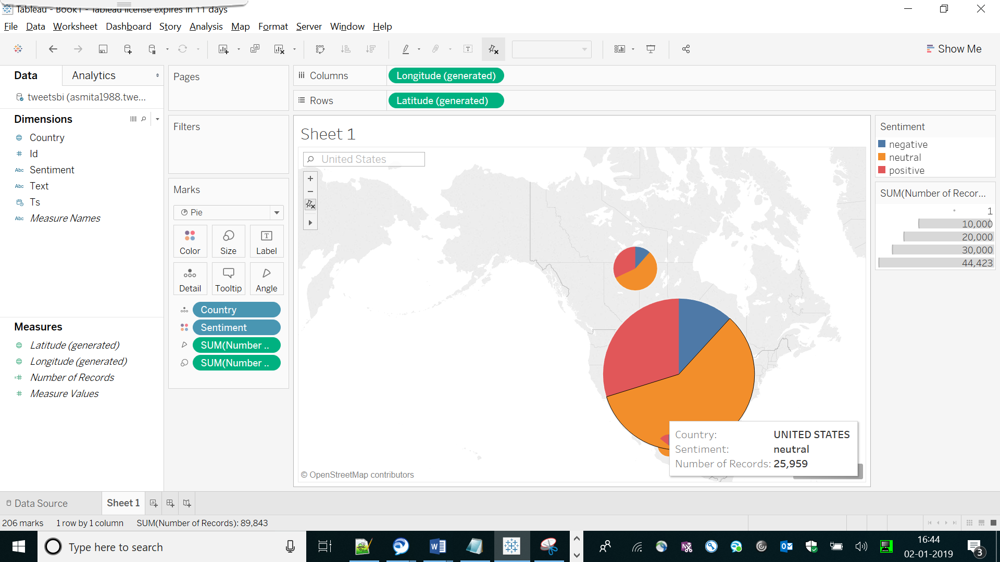 Tableau - Book1 - Tableau license expires in 11 days
File Data Worksheet Dashboard Story Analysis Map Format Server Window Help
Show Me
Data Analytics
tweetsbi (asmita1988.twe...
Dimensions
Country
# Id
Abc Sentiment
Abc Text
Ts
Abc Measure Names
Measures
Latitude (generated)
Longitude (generated)
=# Number of Records
# Measure Values
Pages
Filters
Marks
Pie
Color Size Label
Detail Tooltip Angle
Country
Sentiment
SUM(Number ..
SUM(Number ..
Columns Longitude (generated)
Rows Latitude (generated)
Sheet 1
United States
Country: UNITED STATES
Sentiment: neutral
Number of Records: 25,959
© OpenStreetMap contributors
Sentiment
negative
neutral
positive
SUM(Number of Recor...
1
10,000
20,000
30,000
44,423
Data Source Sheet 1
206 marks 1 row by 1 column SUM(Number of Records): 89,843
Type here to search
16:44
02-01-2019
3